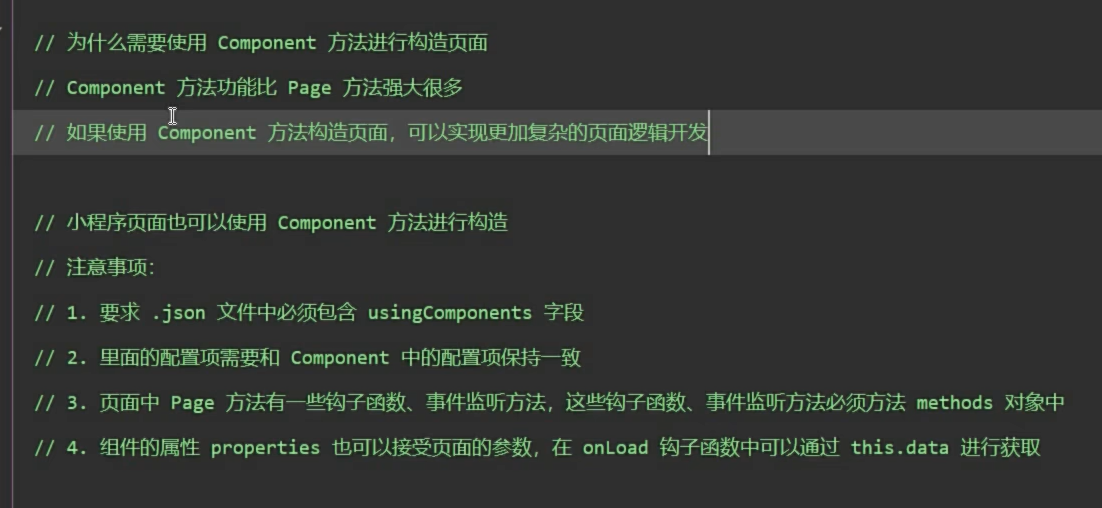 // 为什么需要使用 Component 方法进行构造页面
// Component 方法功能比 Page 方法强大很多
// 如果使用 Component 方法构造页面，可以实现更加复杂的页面逻辑开发
// 小程序页面也可以使用 Component 方法进行构造
// 注意事项：
// 1. 要求 .json 文件中必须包含 usingComponents 字段
// 2. 里面的配置项需要和 Component 中的配置项保持一致
// 3. 页面中 Page 方法有一些钩子函数、事件监听方法，这些钩子函数、事件监听方法必须方法 methods 对象中
// 4. 组件的属性 properties 也可以接受页面的参数，在 onLoad 钩子函数中可以通过 this.data 进行获取